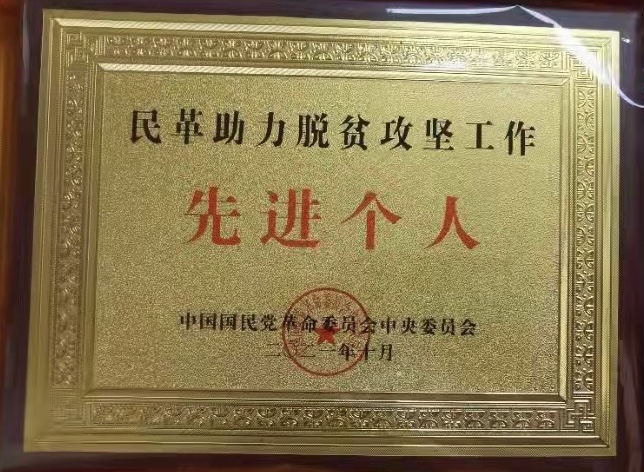 民革助力脱贫攻坚工作
先进个人
中国国民党革命委员会中央委员会
二〇二一年十月